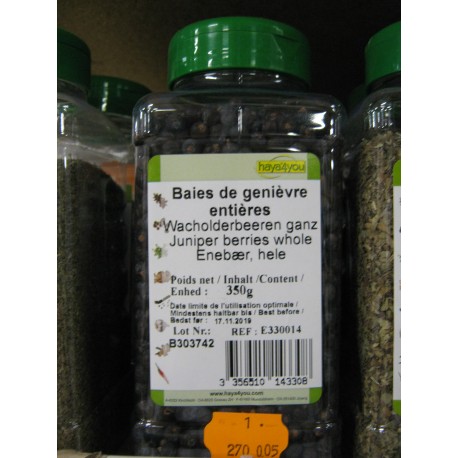 haya4you
Baies de genièvre
entières
Wacholderbeeren ganz
Juniper berries whole
Enebær, hele
Poids net / Inhalt /Content /
Enhed : 350g
Date limite de l'utilisation optimale /
Mindestens haltbar bis / Best before /
Bedst før : 17.11.2019
Lot Nr.: REF : E330014
B303742
3 356510 143308
www.haya4you.com
1
270 005